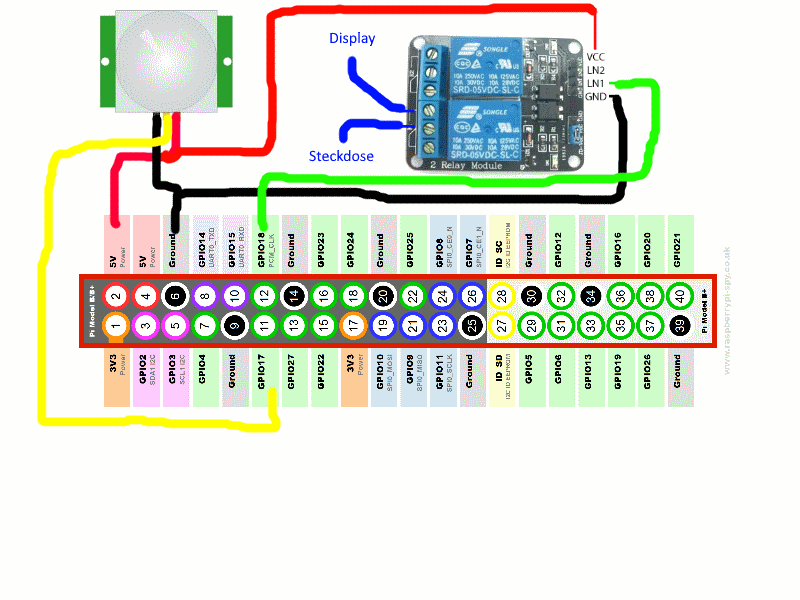 Display
Steckdose
VCC
LN2
LN1
GND
SONGLE
10A 250VAC 10A 125VAC
10A 30VDC 10A 28VDC
SRD-05VDC-SL-C
SONGLE
10A 250VAC 10A 125VAC
10A 30VDC 10A 28VDC
SRD-05VDC-SL-C
2 Relay Module
5V Power
5V Power
Ground
GPIO14 UART0_TXD
GPIO15 UART0_RXD
GPIO18 PCM_CLK
Ground
GPIO23
GPIO24
Ground
GPIO25
GPIO8 SPI0_CE0_N
GPIO7 SPI0_CE1_N
ID SC I2C ID EEPROM
Ground
GPIO12
Ground
GPIO16
GPIO20
GPIO21
Pi Model B/B+
2 4 6 8 10 12 14 16 18 20 22 24 26 28 30 32 34 36 38 40
1 3 5 7 9 11 13 15 17 19 21 23 25 27 29 31 33 35 37 39
Pi Model B+
3V3 Power
GPIO2 SDA1 I2C
GPIO3 SCL1 I2C
GPIO4
Ground
GPIO17
GPIO27
GPIO22
3V3 Power
GPIO10 SPI0_MOSI
GPIO9 SPI0_MISO
GPIO11 SPI0_SCLK
Ground
ID SD I2C ID EEPROM
GPIO5
GPIO6
GPIO13
GPIO19
GPIO26
Ground
www.raspberrypi-spy.co.uk